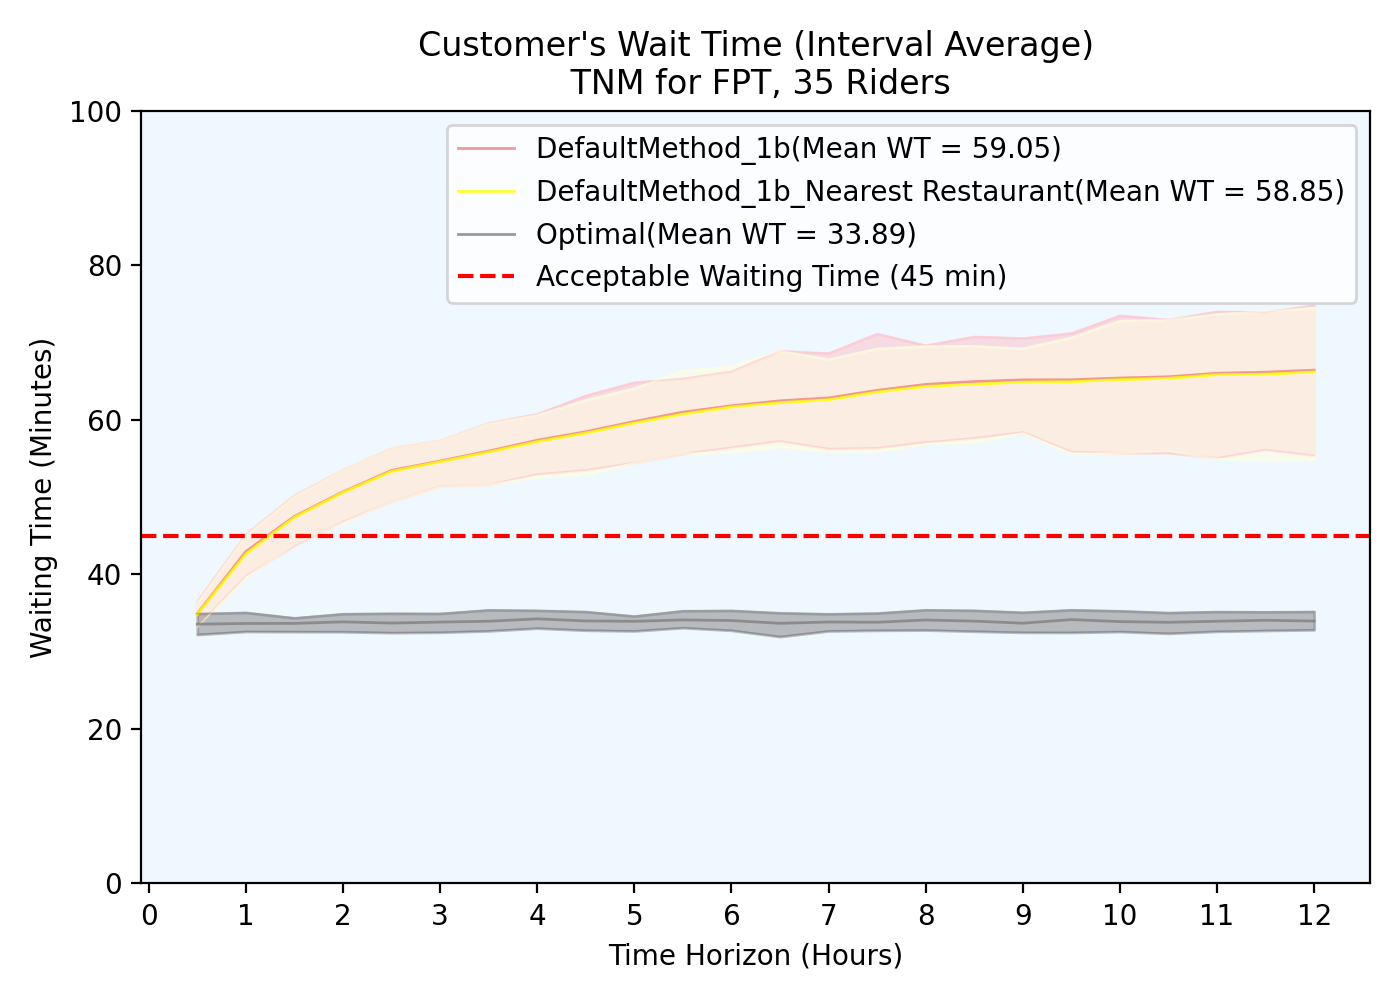 Customer's Wait Time (Interval Average)
TNM for FPT, 35 Riders
100
80
60
40
20
0
Waiting Time (Minutes)
DefaultMethod_1b(Mean WT = 59.05)
DefaultMethod_1b_Nearest Restaurant(Mean WT = 58.85)
Optimal(Mean WT = 33.89)
Acceptable Waiting Time (45 min)
0 1 2 3 4 5 6 7 8 9 10 11 12
Time Horizon (Hours)